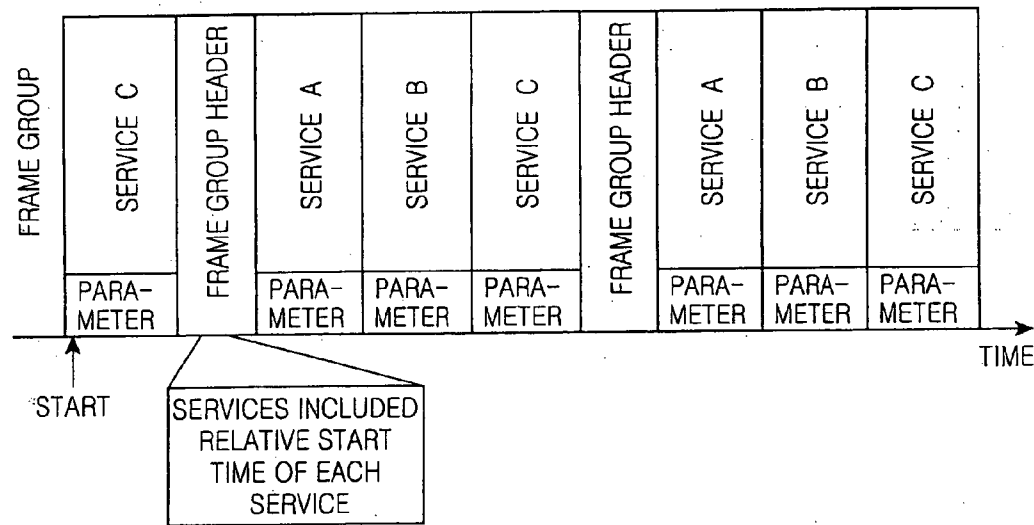 FRAME GROUP
SERVICE C
PARA-
METER
FRAME GROUP HEADER
SERVICE A
PARA-
METER
SERVICE B
PARA-
METER
SERVICE C
PARA-
METER
FRAME GROUP HEADER
SERVICE A
PARA-
METER
SERVICE B
PARA-
METER
SERVICE C
PARA-
METER
TIME
START
SERVICES INCLUDED
RELATIVE START
TIME OF EACH
SERVICE